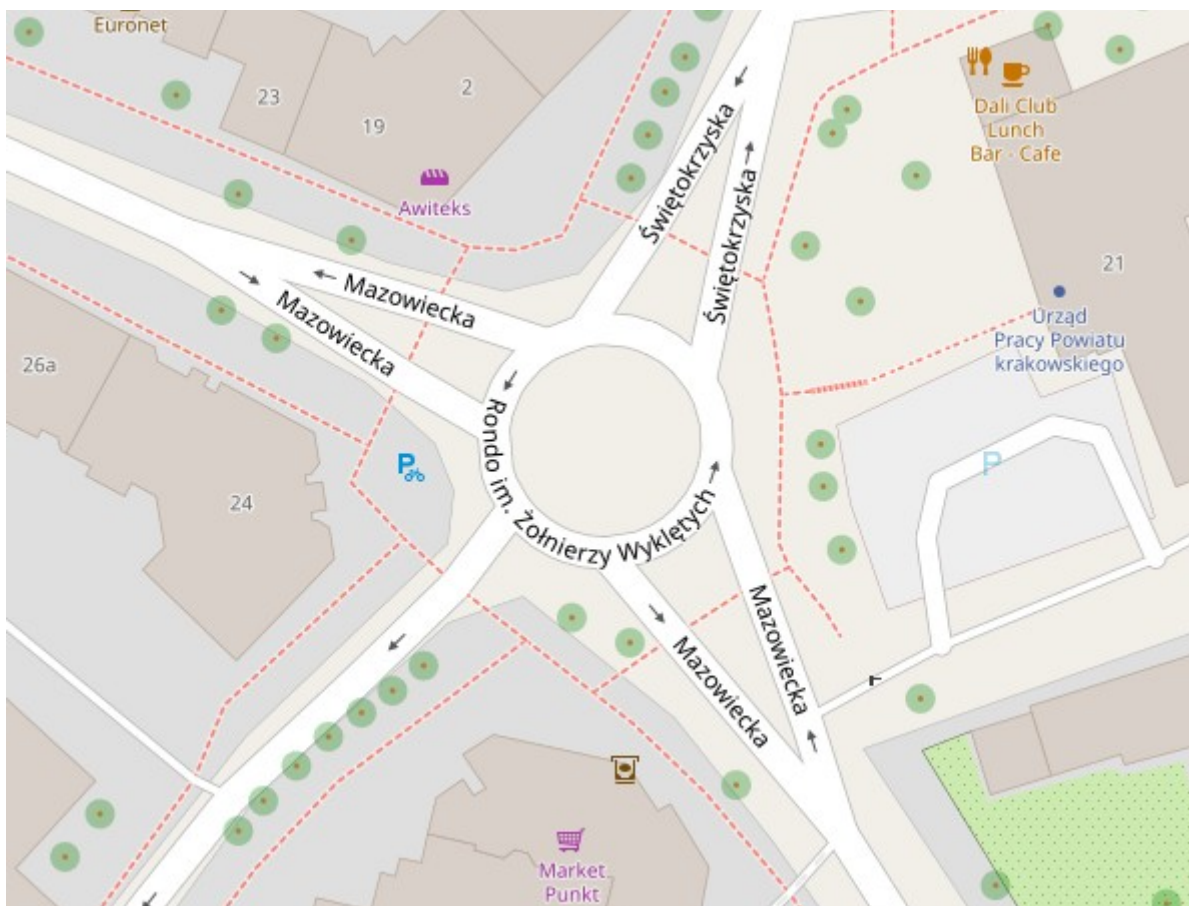 Euronet
2
23
19
Awiteks
Dali Club
Lunch
Bar - Cafe
Świętokrzyska
Świętokrzyska
21
Urząd
Pracy Powiatu
krakowskiego
Mazowiecka
Mazowiecka
26a
24
P
P
Rondo im. Żołnierzy Wyklętych
Mazowiecka
Mazowiecka
Market
Punkt